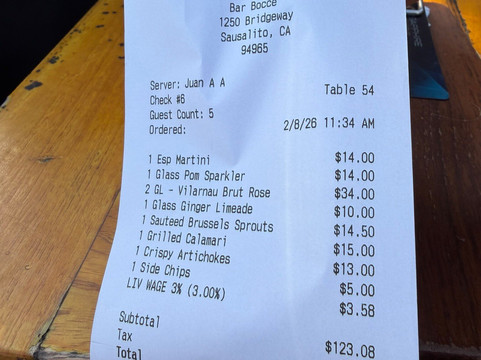 Bar Bocce
1250 Bridgeway
Sausalito, CA
94965
Server: Juan A A Table 54
Check #6
Guest Count: 5
Ordered: 2/8/26 11:34 AM
1 Esp Martini $14.00
1 Glass Pom Sparkler $14.00
2 GL - Vilarnau Brut Rose $34.00
1 Glass Ginger Limeade $10.00
1 Sauteed Brussels Sprouts $14.50
1 Grilled Calamari $15.00
1 Crispy Artichokes $13.00
1 Side Chips $5.00
LIV WAGE 3% (3.00%) $3.58
Subtotal $123.08
Tax
Total